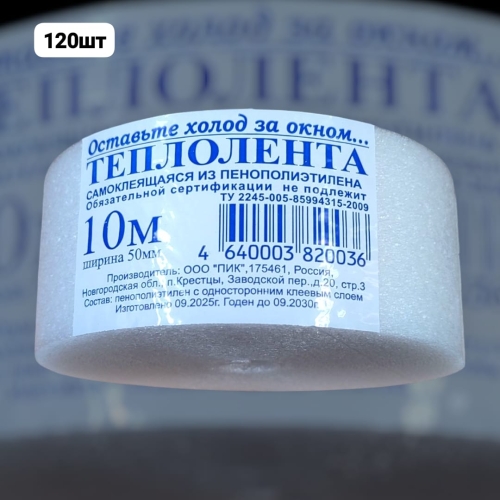 120шт
Оставьте холод за окном...
ТЕПЛОЛЕНТА
САМОКЛЕЯЩАЯСЯ ИЗ ПЕНОПОЛИЭТИЛЕНА
Обязательной сертификации не подлежит
ТУ 2245-005-85994315-2009
10м
ширина 50мм
4 640003 820036
Производитель: ООО "ПИК",175461, Россия,
Новгородская обл., п.Крестцы, Заводской пер.,д.20, стр.3
Состав: пенополиэтилен с односторонним клеевым слоем
Изготовлено 09.2025г. Годен до 09.2030г.